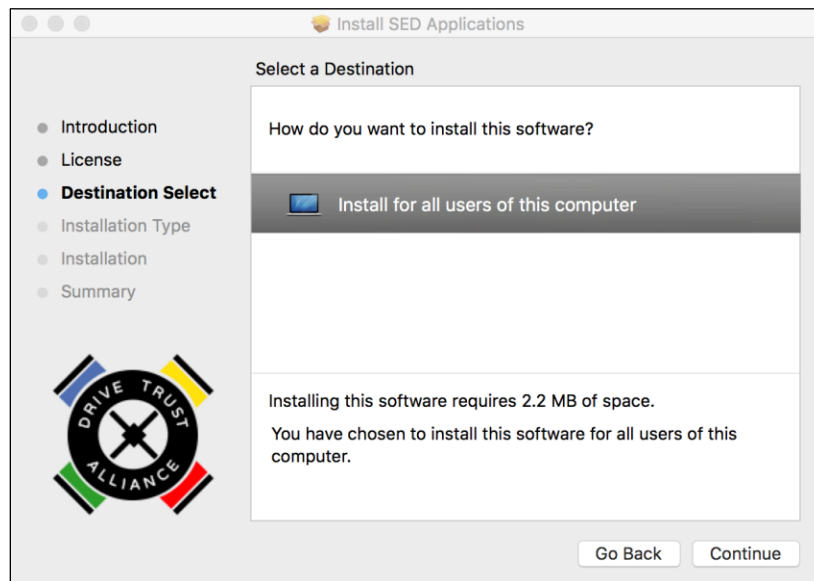 Install SED Applications
Select a Destination
Introduction
License
Destination Select
Installation Type
Installation
Summary
How do you want to install this software?
Install for all users of this computer
Installing this software requires 2.2 MB of space.
You have chosen to install this software for all users of this
computer.
DRIVE TRUST
ALLIANCE
Go Back
Continue